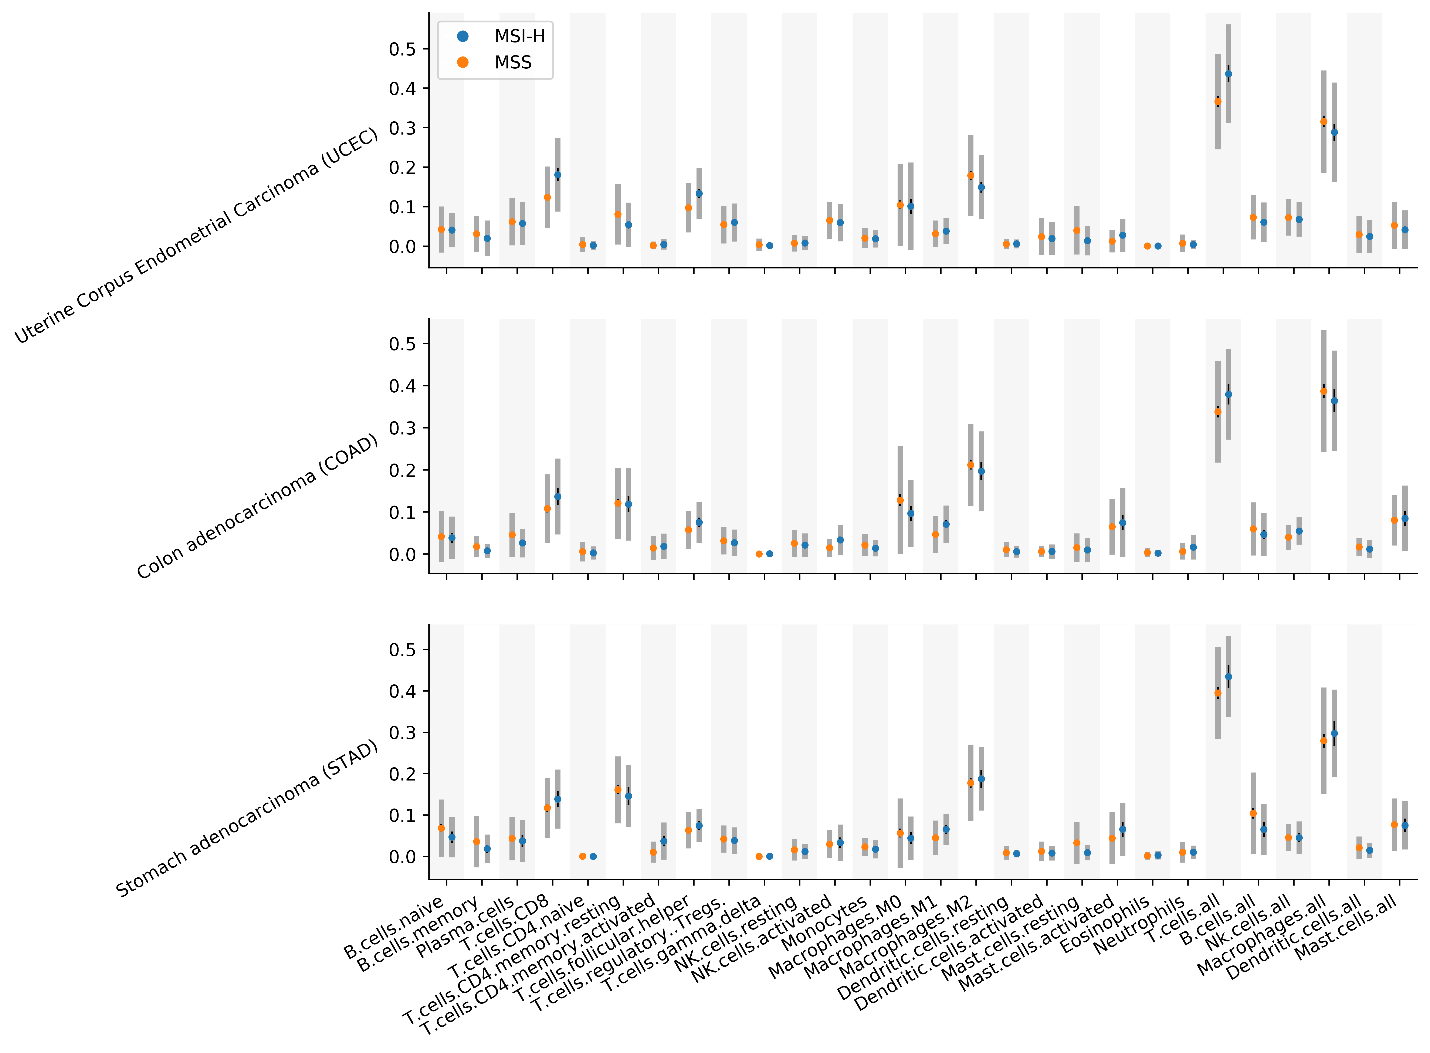 MSI-H
MSS
Uterine Corpus Endometrial Carcinoma (UCEC)
0.5
0.4
0.3
0.2
0.1
0.0
Colon adenocarcinoma (COAD)
0.5
0.4
0.3
0.2
0.1
0.0
Stomach adenocarcinoma (STAD)
0.5
0.4
0.3
0.2
0.1
0.0
B.cells.naive
B.cells.memory
Plasma.cells
T.cells.CD8
T.cells.CD4.naive
T.cells.CD4.memory.resting
T.cells.CD4.memory.activated
T.cells.follicular.helper
T.cells.regulatory..Tregs.
T.cells.gamma.delta
NK.cells.resting
NK.cells.activated
Monocytes
Macrophages.M0
Macrophages.M1
Macrophages.M2
Dendritic.cells.resting
Dendritic.cells.activated
Mast.cells.resting
Mast.cells.activated
Eosinophils
Neutrophils
T.cells.all
B.cells.all
Nk.cells.all
Macrophages.all
Dendritic.cells.all
Mast.cells.all